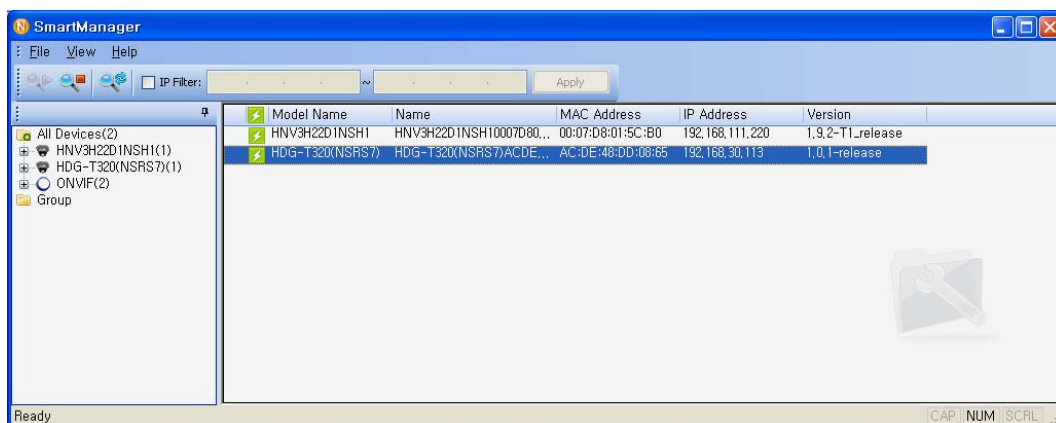 SmartManager
File View Help
IP Filter: . . . ~ . . . Apply
Model Name Name MAC Address IP Address Version
All Devices(2)
HNV3H22D1NSH1(1)
HDG-T320(NSRS7)(1)
ONVIF(2)
Group
HNV3H22D1NSH1 HNV3H22D1NSH10007D80... 00:07:D8:01:5C:B0 192,168,111,220 1,9,2-T1_release
HDG-T320(NSRS7) HDG-T320(NSRS7)ACDE... AC:DE:48:DD:08:65 192,168,30,113 1,0,1-release
Ready CAP NUM SCRL